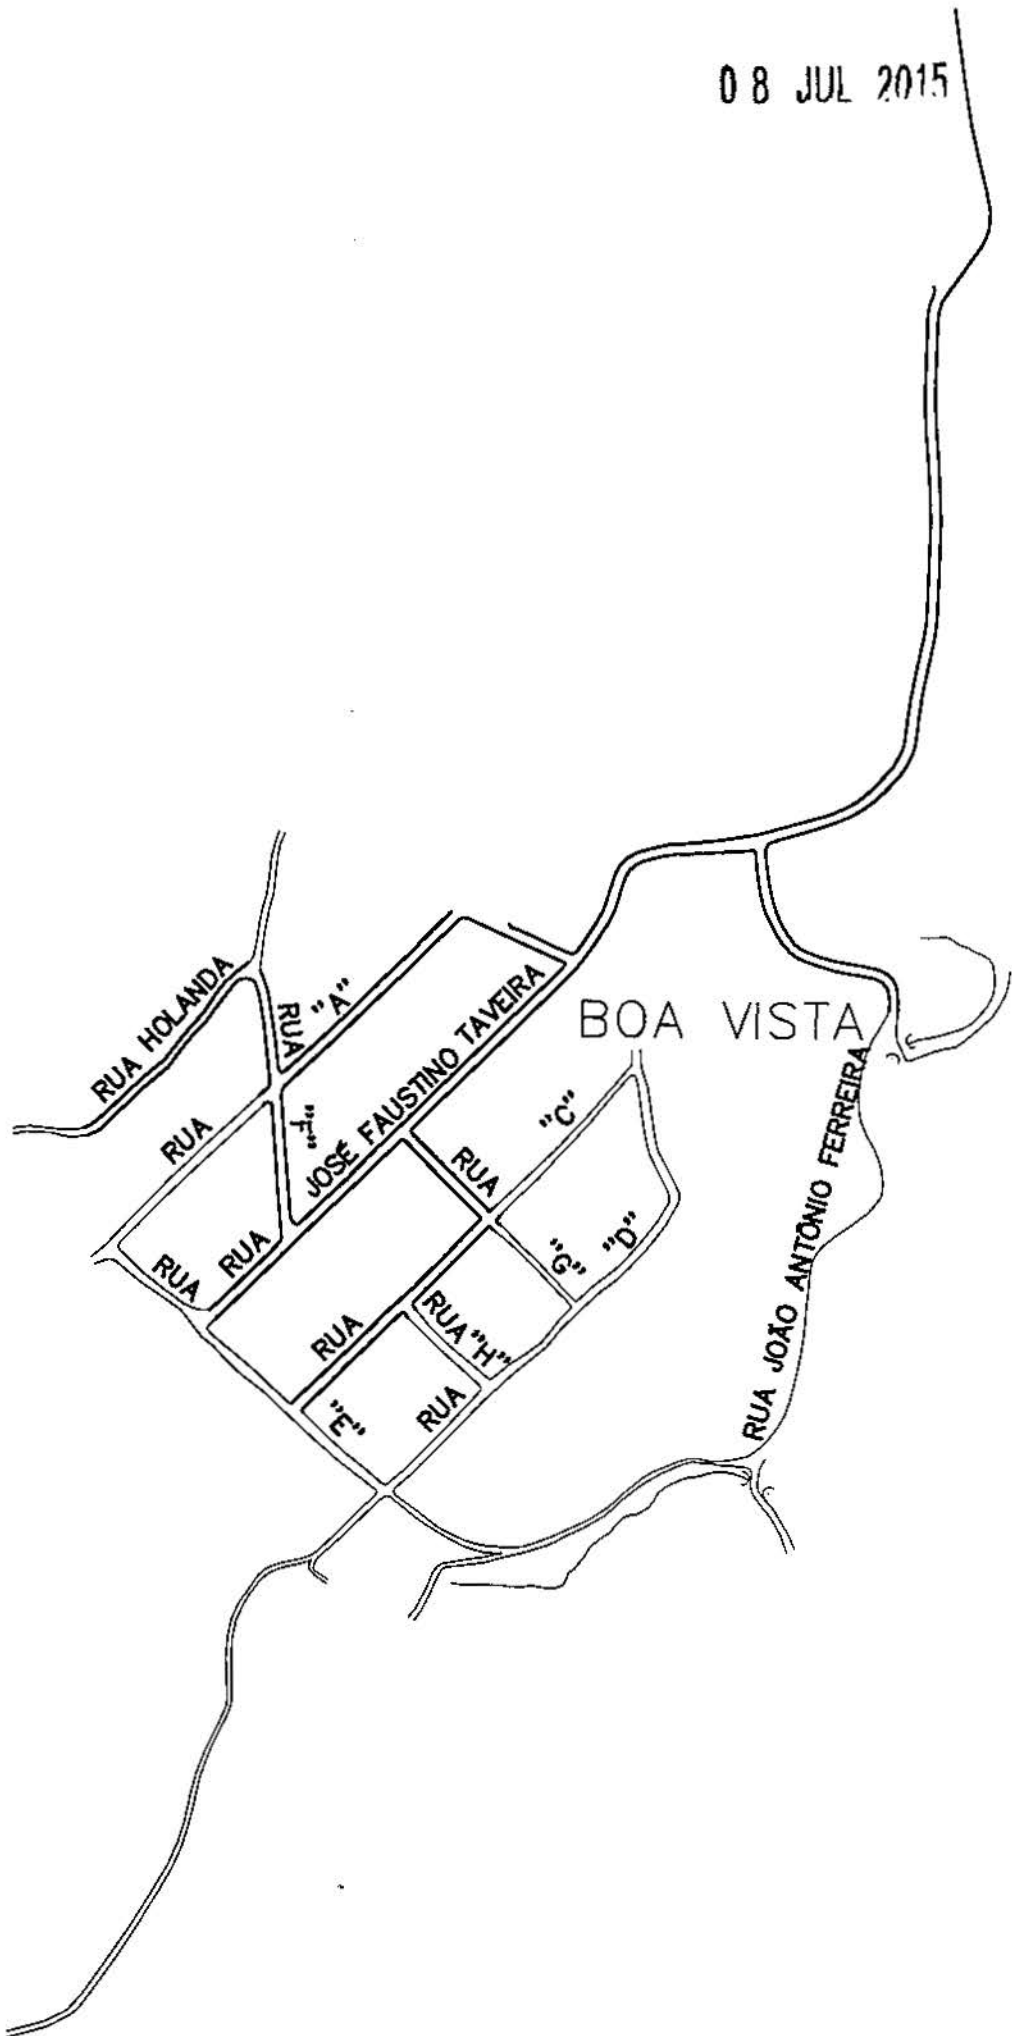 08 JUL 2015
RUA HOLANDA
RUA "A"
RUA "F"
RUA JOSÉ FAUSTINO TAVEIRA
BOA VISTA
RUA "C"
RUA "G"
RUA "D"
RUA "H"
RUA "E"
RUA JOÃO ANTÔNIO FERREIRA